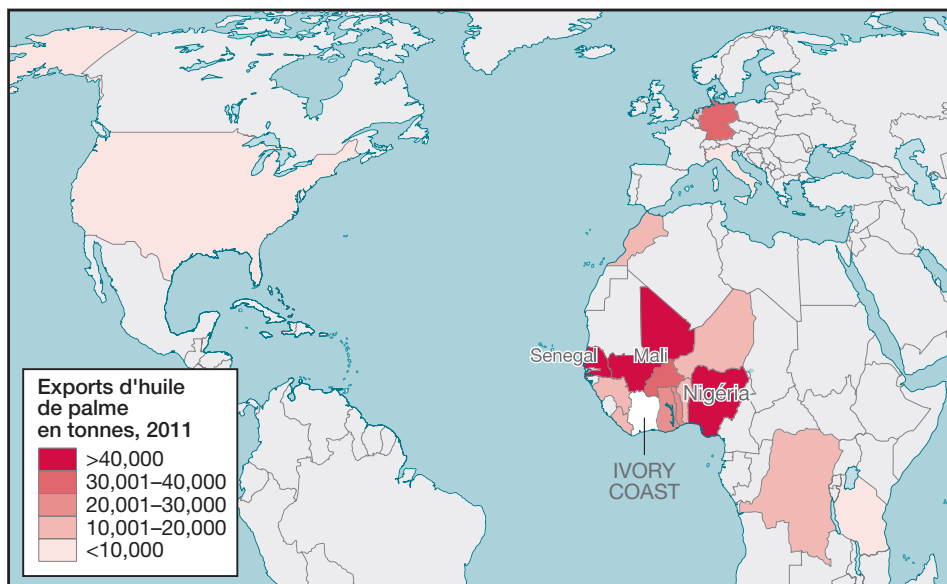 Senegal
Mali
Nigéria
IVORY
COAST
Exports d'huile
de palme
en tonnes, 2011
>40,000
30,001–40,000
20,001–30,000
10,001–20,000
<10,000